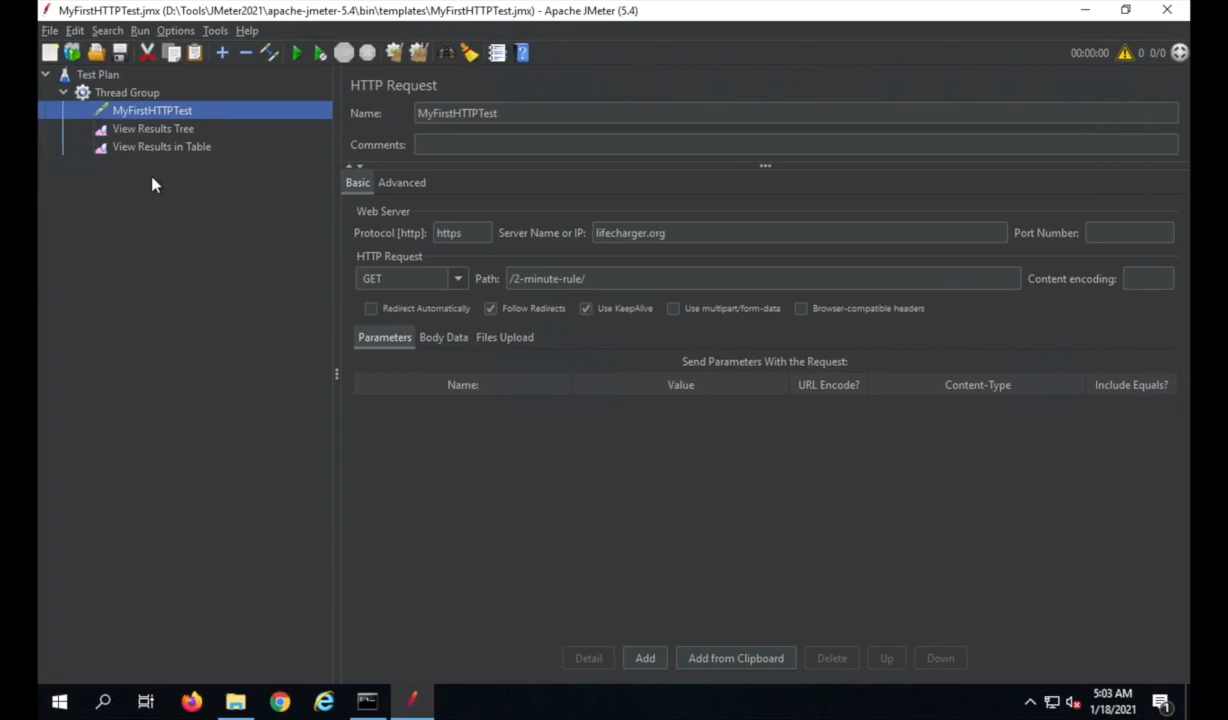 MyFirstHTTPTest.jmx (D:\Tools\JMeter2021\apache-jmeter-5.4\bin\templates\MyFirstHTTPTest.jmx) - Apache JMeter (5.4)
File Edit Search Run Options Tools Help
00:00:00 0 0/0
Test Plan
Thread Group
MyFirstHTTPTest
View Results Tree
View Results in Table
HTTP Request
Name: MyFirstHTTPTest
Comments:
Basic Advanced
Web Server
Protocol [http]: https Server Name or IP: lifecharger.org Port Number:
HTTP Request
GET Path: /2-minute-rule/ Content encoding:
Redirect Automatically Follow Redirects Use KeepAlive Use multipart/form-data Browser-compatible headers
Parameters Body Data Files Upload
Send Parameters With the Request:
Name: Value URL Encode? Content-Type Include Equals?
Detail Add Add from Clipboard Delete Up Down
5:03 AM
1/18/2021
1